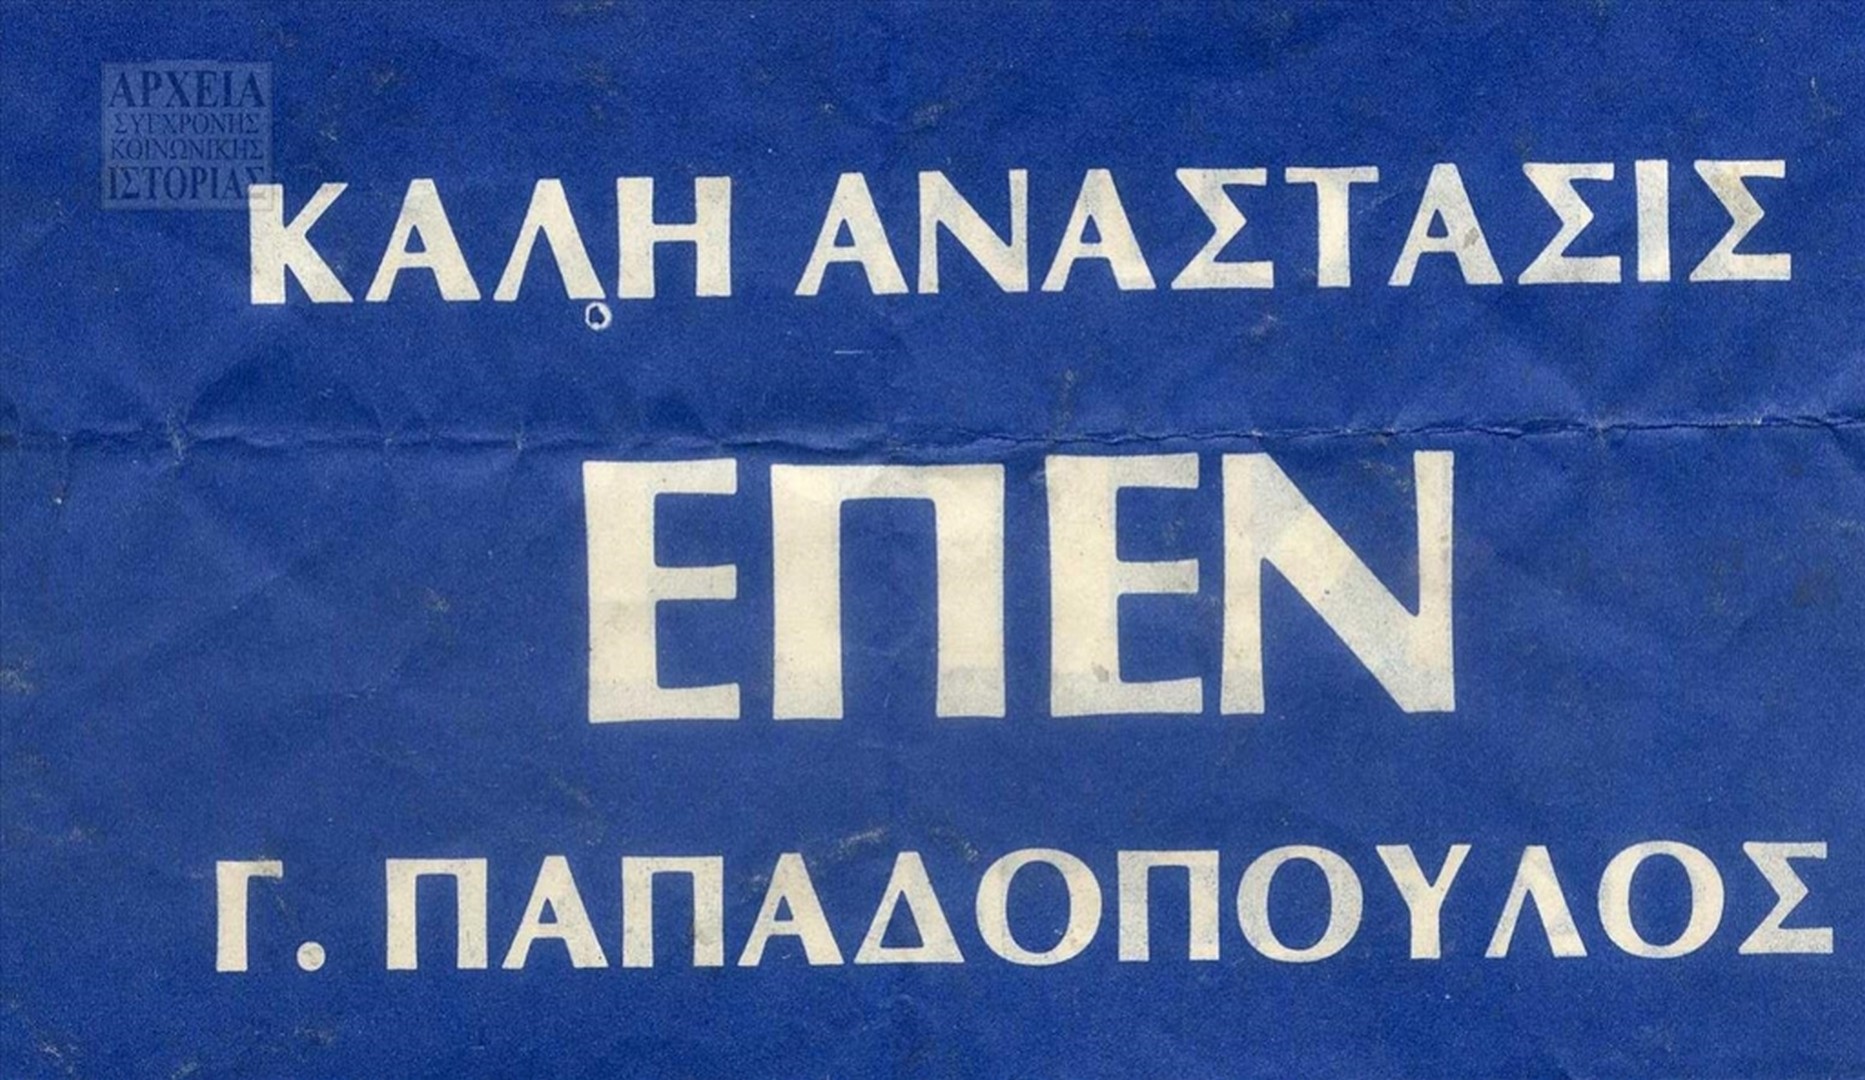 ΑΡΧΕΙΑ
ΣΥΓΧΡΟΝΗΣ
ΚΟΙΝΩΝΙΚΗΣ
ΙΣΤΟΡΙΑΣ
ΚΑΛΗ ΑΝΑΣΤΑΣΙΣ
ΕΠΕΝ
Γ. ΠΑΠΑΔΟΠΟΥΛΟΣ